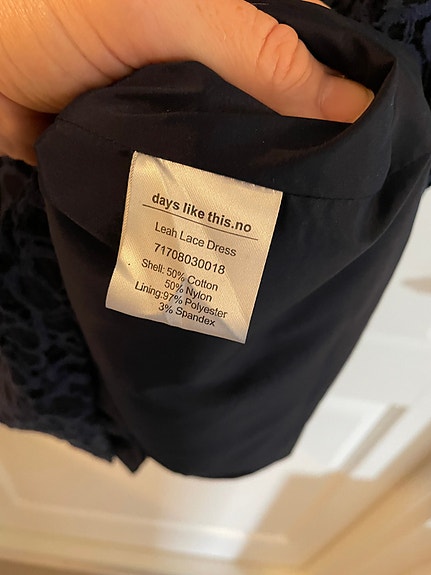 days like this.no
Leah Lace Dress
71708030018
Shell: 50% Cotton
50% Nylon
Lining:97% Polyester
3% Spandex